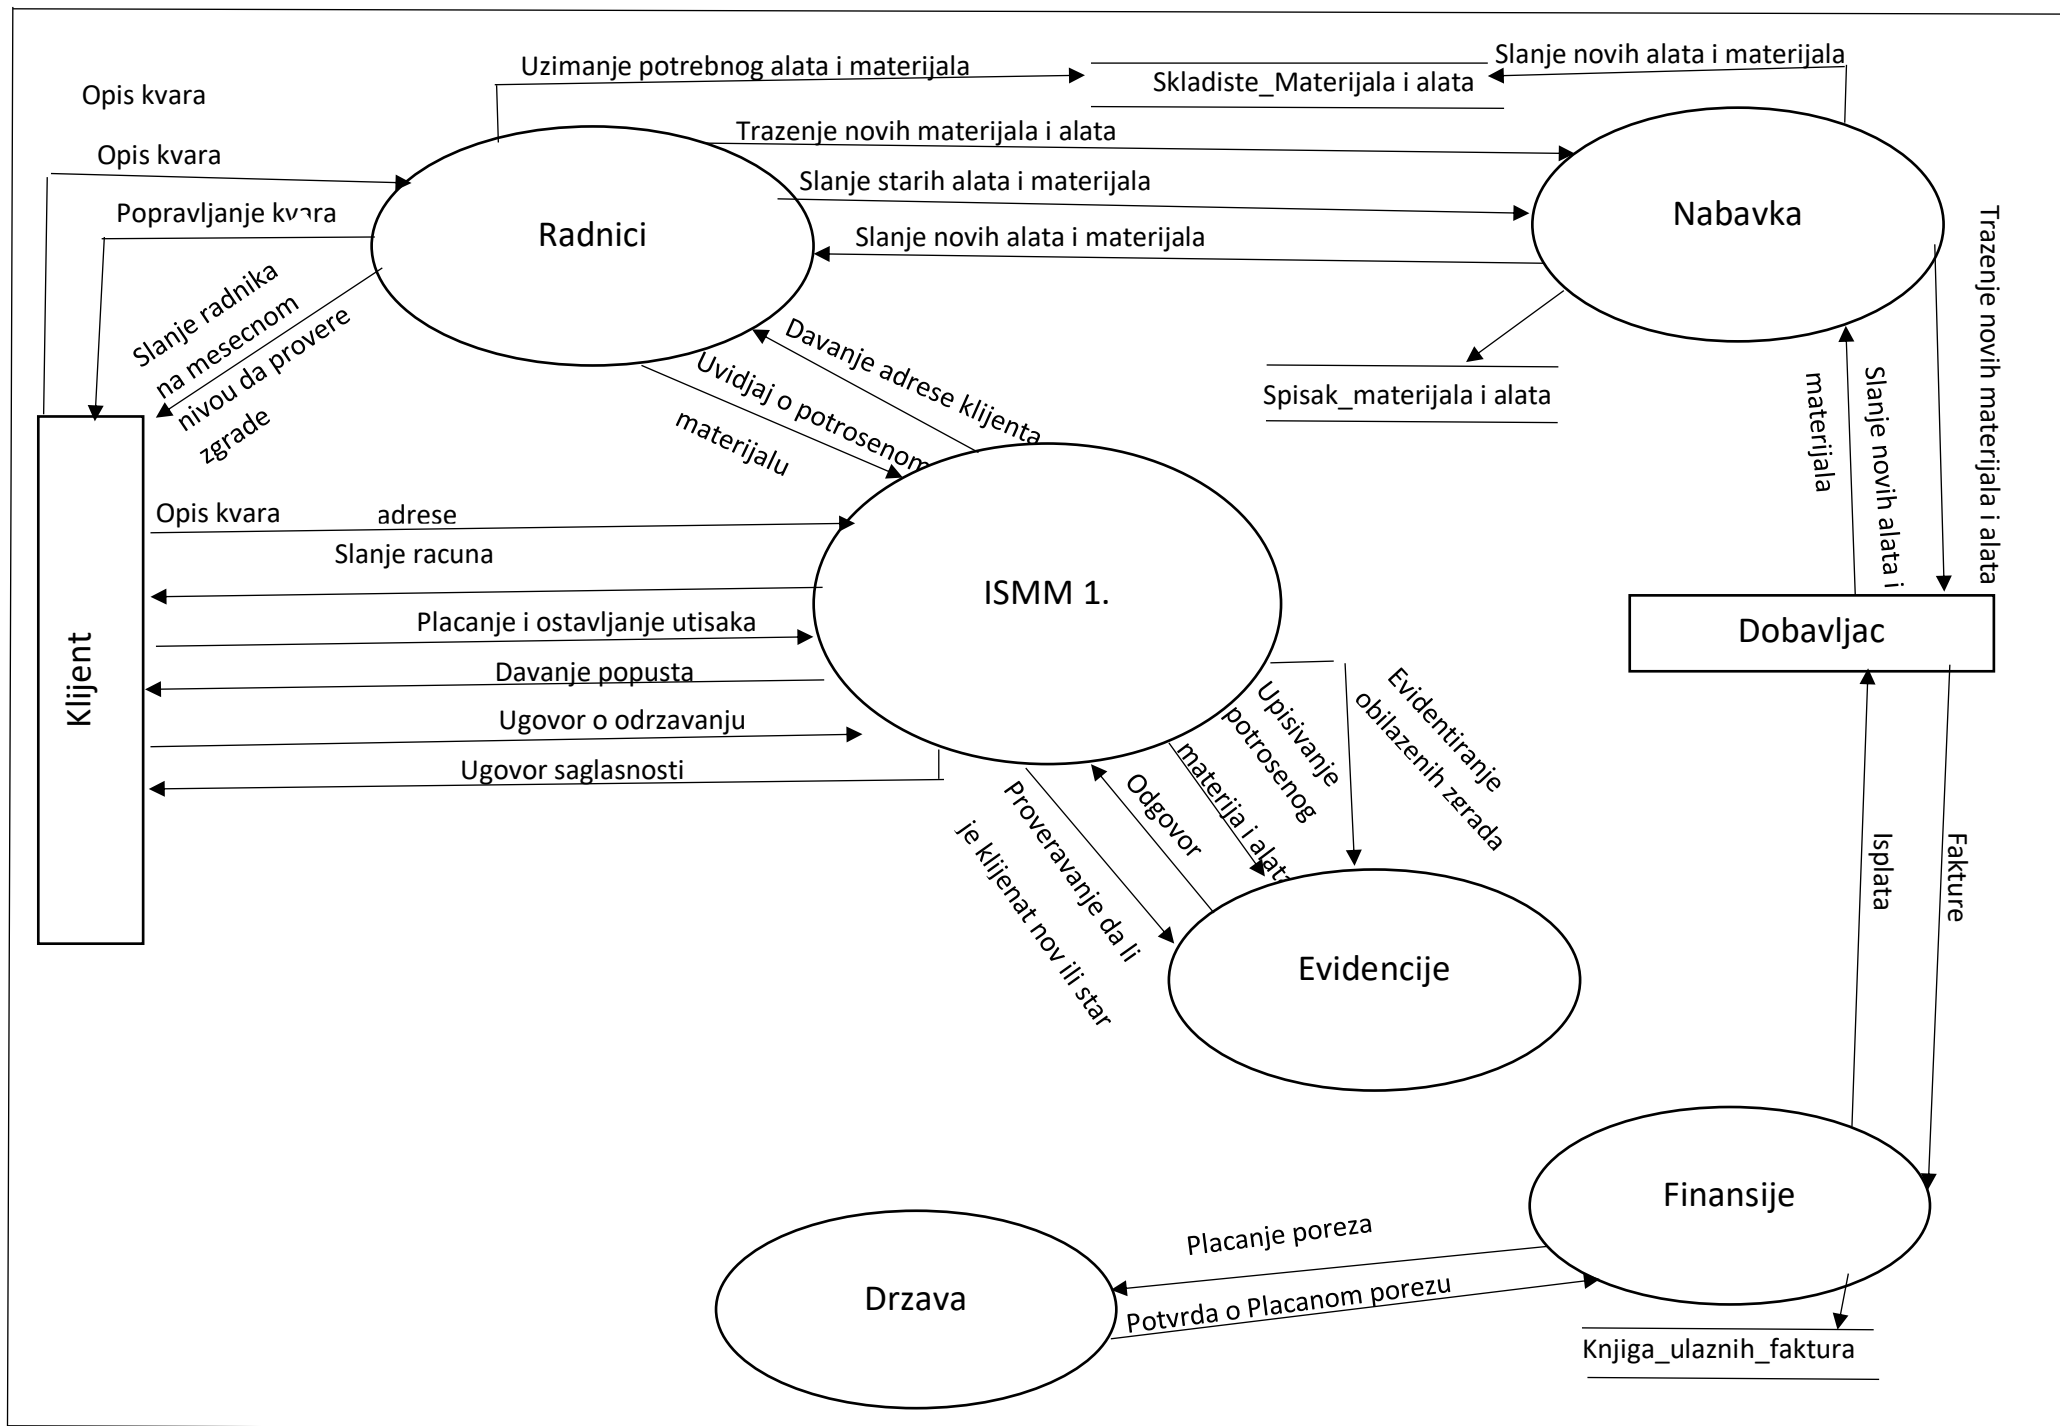 Uzimanje potrebnog alata i materijala
Slanje novih alata i materijala
Skladiste_Materijala i alata
Opis kvara
Trazenje novih materijala i alata
Opis kvara
Slanje starih alata i materijala
Popravljanje kvara
Radnici
Nabavka
Slanje novih alata i materijala
Trazenje novih materijala i alata
Slanje radnika
na mesecnom
nivou da provere
zgrade
Davanje adrese klijenta
Uvidjaj o potrosenom
materijalu
Spisak_materijala i alata
Slanje novih alata i
materijala
Opis kvara adrese
Slanje racuna
ISMM 1.
Placanje i ostavljanje utisaka
Dobavljac
Klijent
Davanje popusta
Ugovor o odrzavanju
Ugovor saglasnosti
Evidentiranje
obilazenih zgrada
Upisivanje
potrosenog
materija i alata
Odgovor
Proveravanje da li
je klijenat nov ili star
Isplata
Fakture
Evidencije
Finansije
Placanje poreza
Drzava
Potvrda o Placanom porezu
Knjiga_ulaznih_faktura